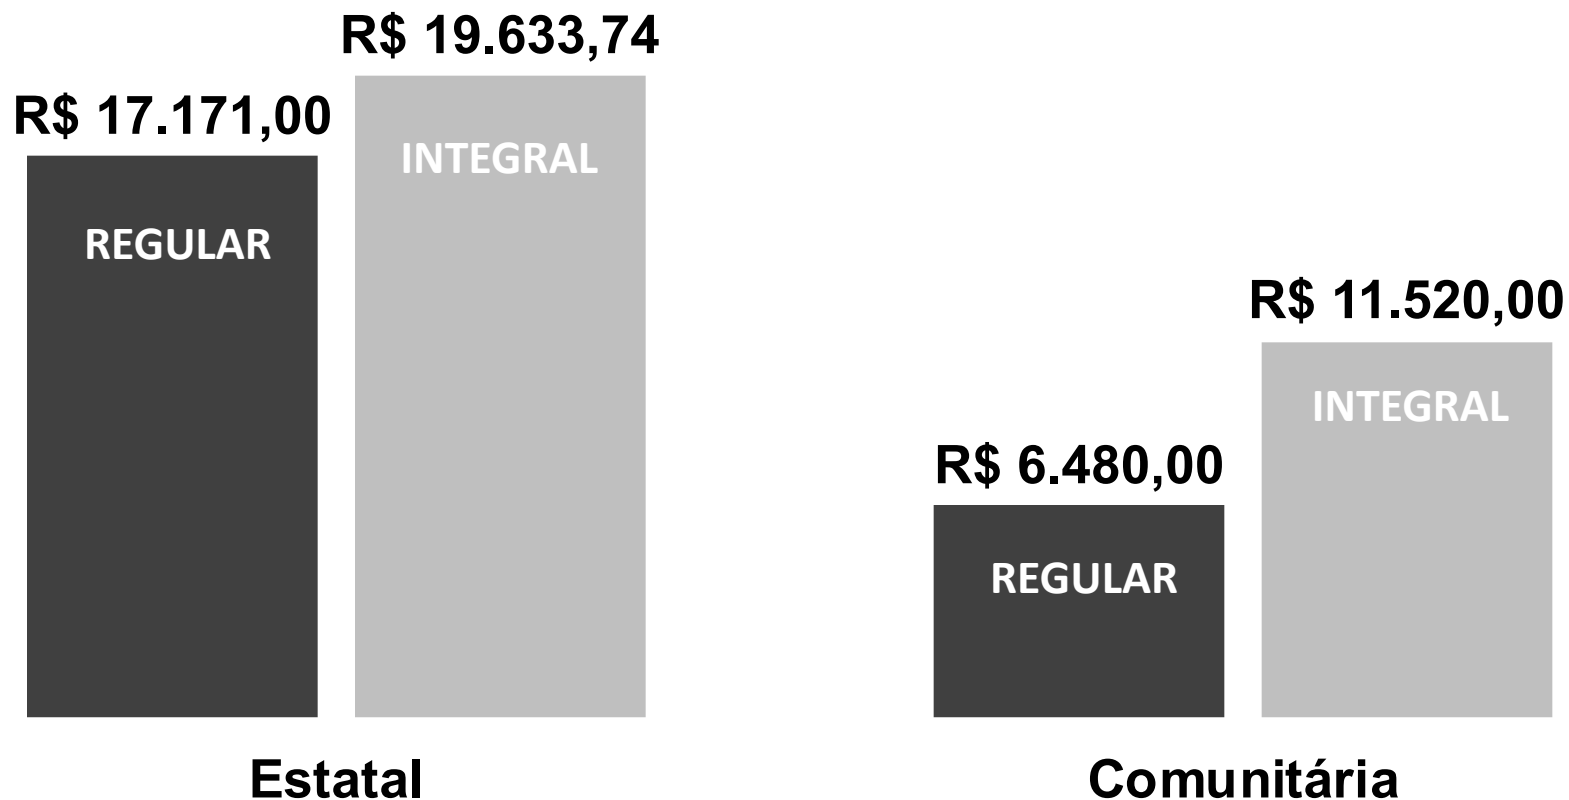 R$ 19.633,74
R$ 17.171,00
INTEGRAL
REGULAR
R$ 11.520,00
INTEGRAL
R$ 6.480,00
REGULAR
Estatal
Comunitária